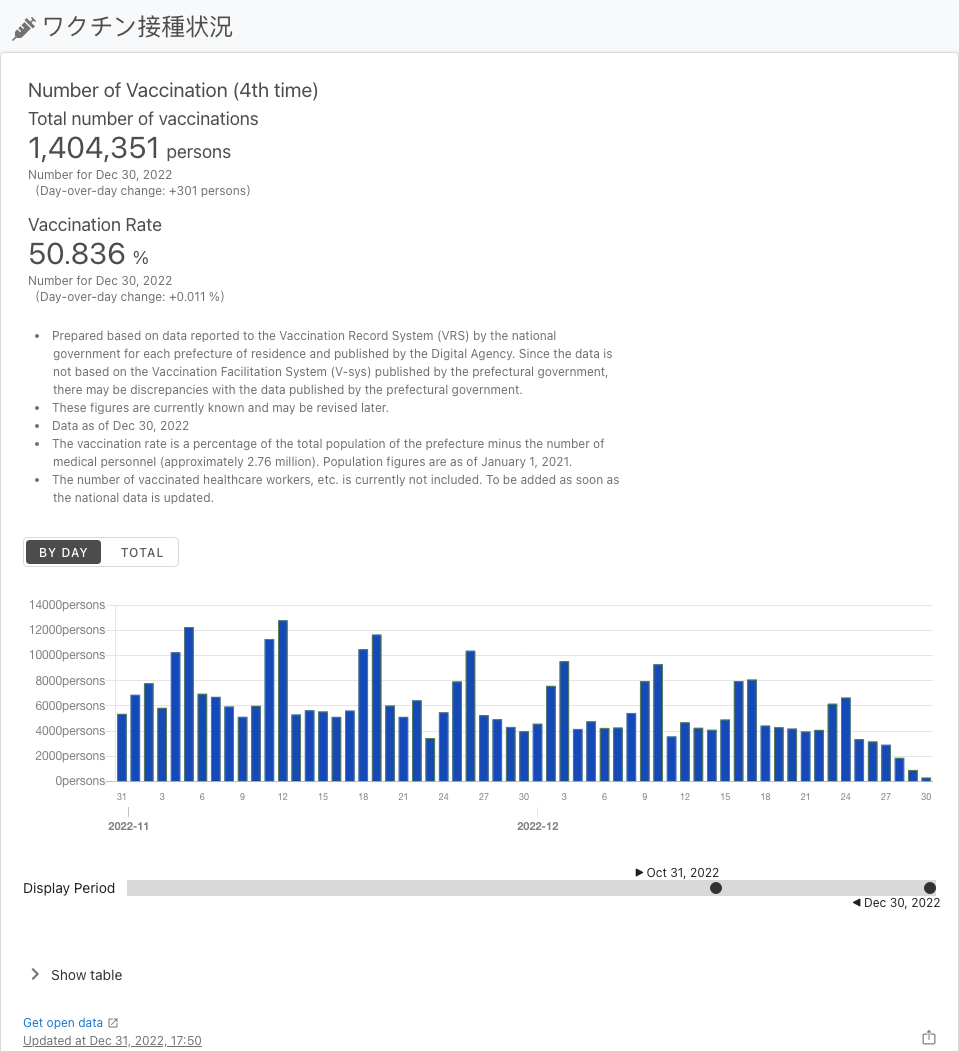 ワクチン接種状況
Number of Vaccination (4th time)
Total number of vaccinations
1,404,351 persons
Number for Dec 30, 2022
(Day-over-day change: +301 persons)
Vaccination Rate
50.836 %
Number for Dec 30, 2022
(Day-over-day change: +0.011 %)
• Prepared based on data reported to the Vaccination Record System (VRS) by the national
government for each prefecture of residence and published by the Digital Agency. Since the data is
not based on the Vaccination Facilitation System (V-sys) published by the prefectural government,
there may be discrepancies with the data published by the prefectural government.
• These figures are currently known and may be revised later.
• Data as of Dec 30, 2022
• The vaccination rate is a percentage of the total population of the prefecture minus the number of
medical personnel (approximately 2.76 million). Population figures are as of January 1, 2021.
• The number of vaccinated healthcare workers, etc. is currently not included. To be added as soon as
the national data is updated.
BY DAY TOTAL
14000persons
12000persons
10000persons
8000persons
6000persons
4000persons
2000persons
0persons
31 3 6 9 12 15 18 21 24 27 30 3 6 9 12 15 18 21 24 27 30
2022-11 2022-12
Oct 31, 2022
Display Period
Dec 30, 2022
Show table
Get open data
Updated at Dec 31, 2022, 17:50